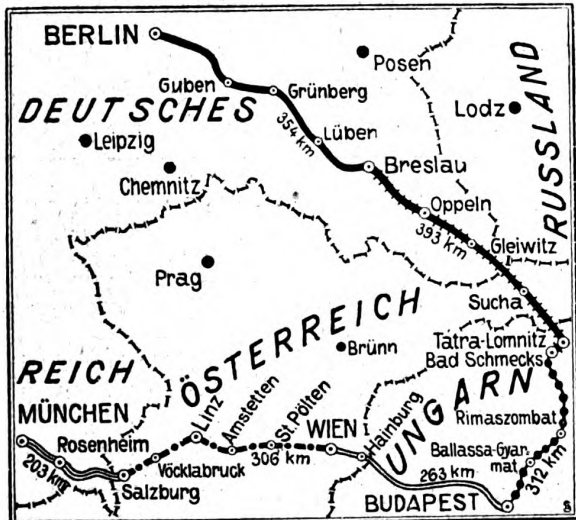 BERLIN
Posen
Guben
Grünberg
DEUTSCHES
RUSSLAND
Lodz
354 km
Lüben
Leipzig
Breslau
Chemnitz
Oppeln
393 km
Gleiwitz
Prag
Sucha
ÖSTERREICH
Brünn
Tatra-Lomnitz
Bad Schmecks
REICH
UNGARN
MÜNCHEN
Linz
Amstetten
St. Pölten
WIEN
Hainburg
Rimaszombat
Rosenheim
203 km
Vöcklabruck
306 km
Ballassa-Gyar-
mat
Salzburg
263 km
312 km
BUDAPEST